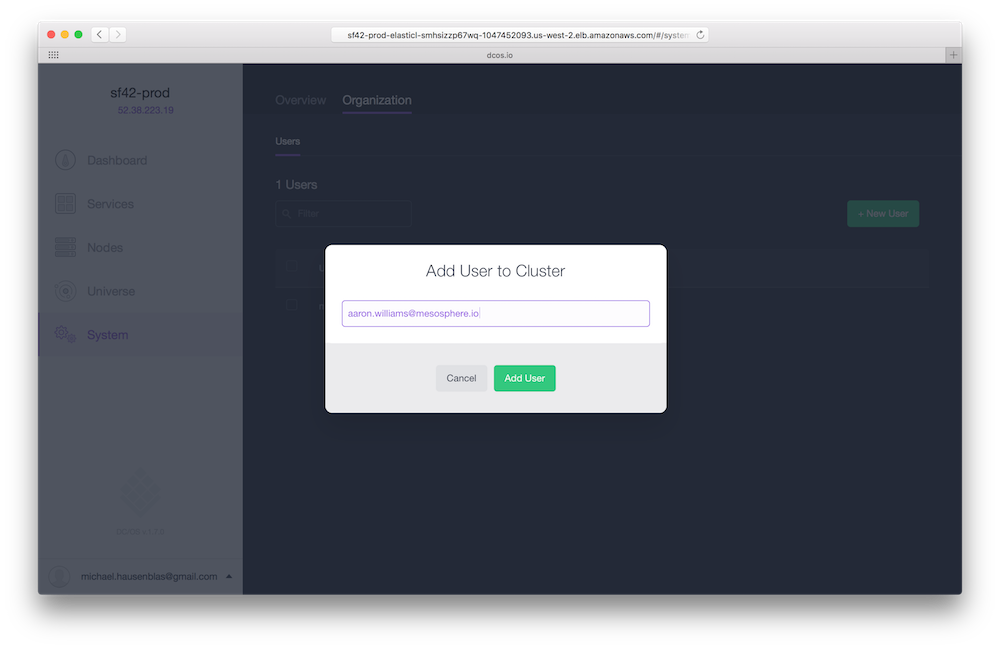 sf42-prod-elasticl-smhsizzp67wq-1047452093.us-west-2.elb.amazonaws.com/#/system
dcos.io
sf42-prod
52.38.223.19
Dashboard
Services
Nodes
Universe
System
Overview Organization
Users
1 Users
Filter
+ New User
Add User to Cluster
aaron.williams@mesosphere.io
Cancel
Add User
michael.hausenblas@gmail.com